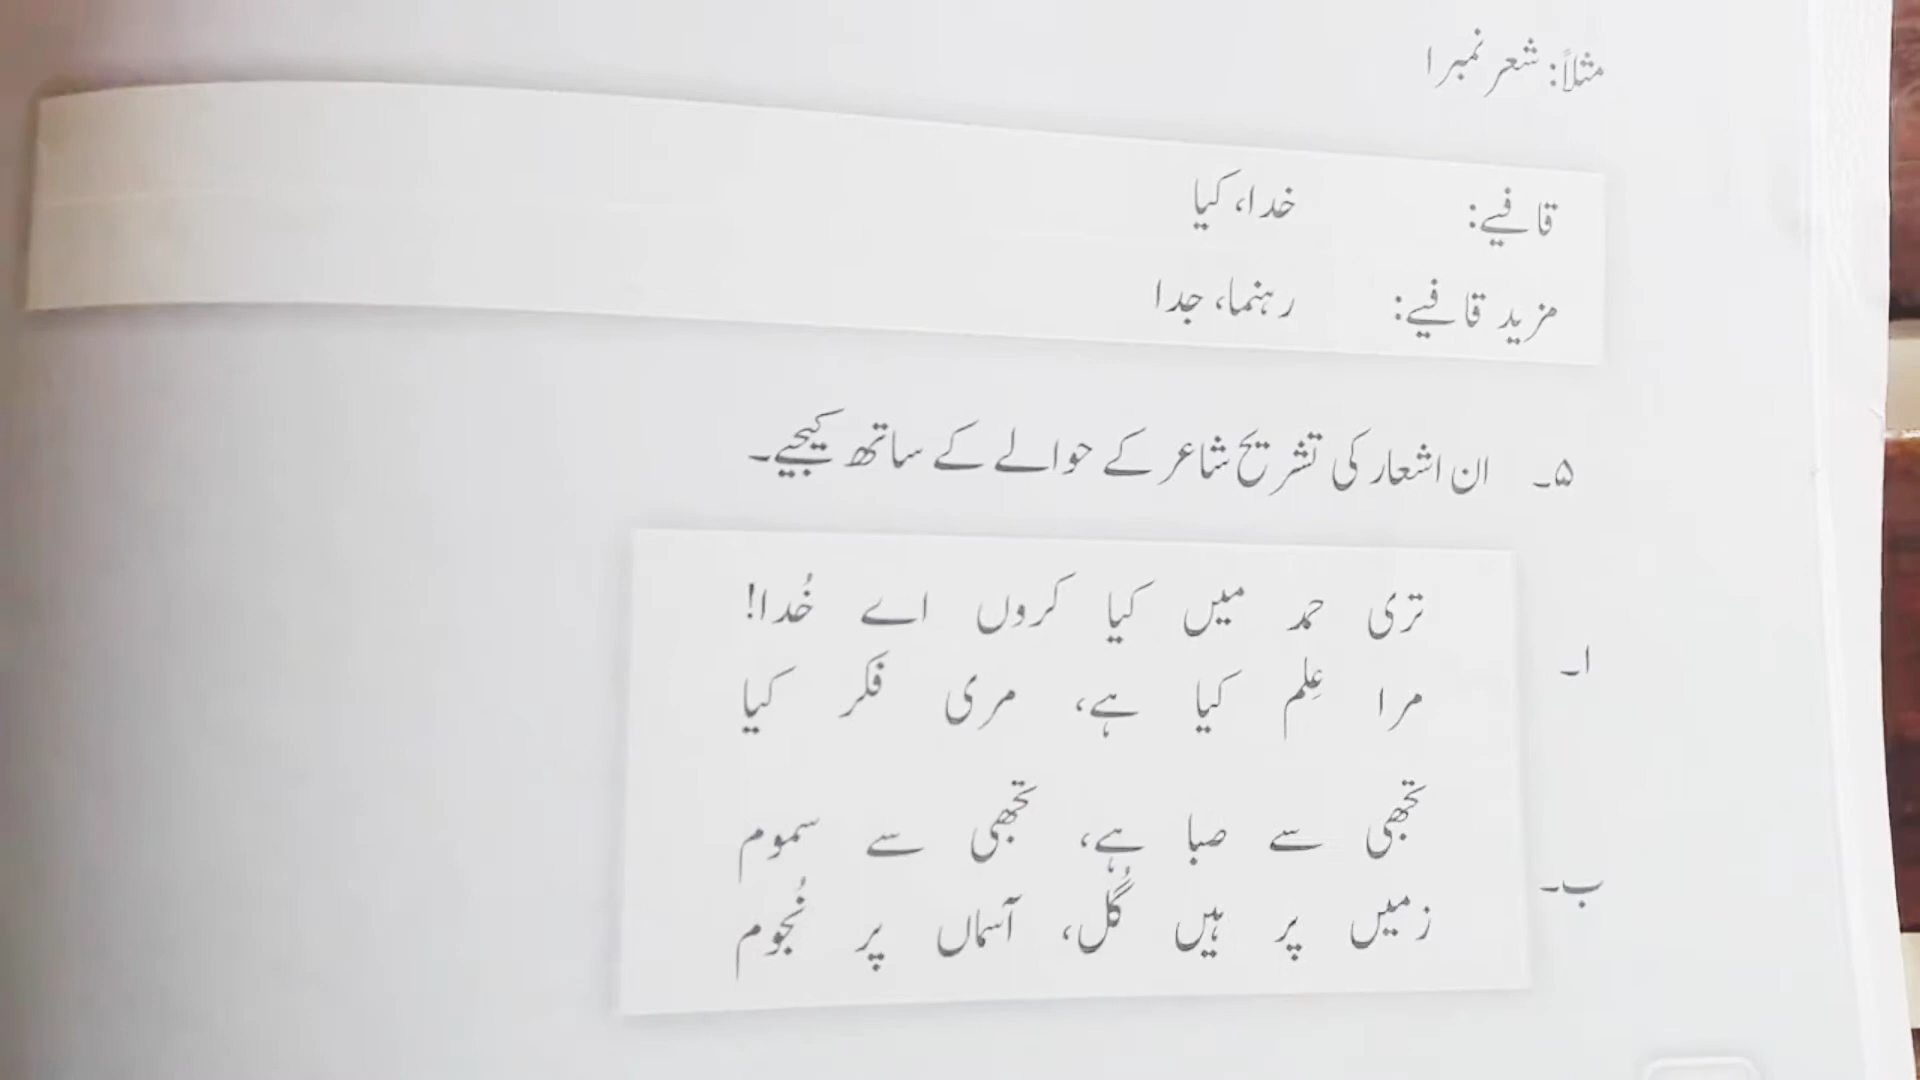 مثلاً: شعر نمبر ۱
قافیے: خدا، کیا
مزید قافیے: رہنما، جدا
۵۔ ان اشعار کی تشریح شاعر کے حوالے کے ساتھ کیجیے۔
ا۔
تری حمد میں کیا کروں اے خُدا!
مرا عِلم کیا ہے، مری فکر کیا
ب۔
تجھی سے صبا ہے، تجھی سے سموم
زمیں پر ہیں گُل، آسماں پر نُجوم